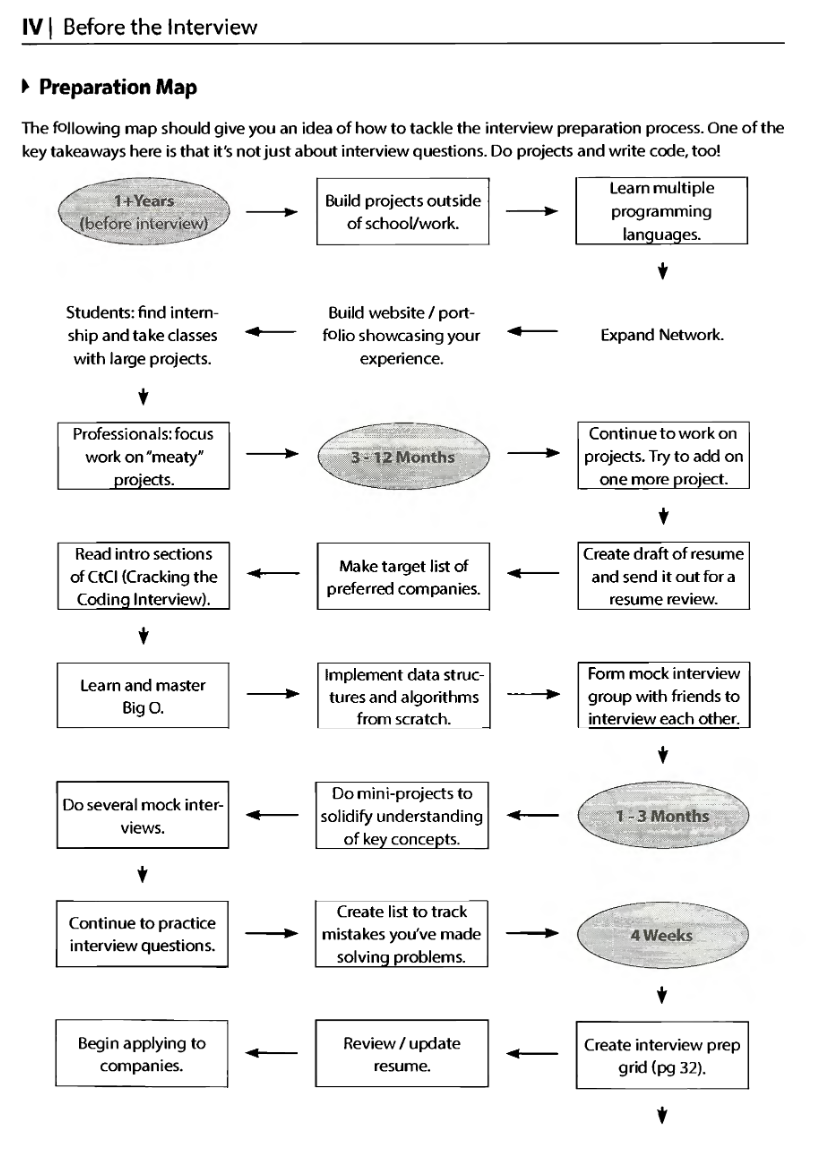 IV | Before the Interview
Preparation Map
The following map should give you an idea of how to tackle the interview preparation process. One of the
key takeaways here is that it's not just about interview questions. Do projects and write code, too!
1+Years
(before interview)
Build projects outside
of school/work.
Learn multiple
programming
languages.
Expand Network.
Build website / port-
folio showcasing your
experience.
Students: find intern-
ship and take classes
with large projects.
Professionals: focus
work on "meaty"
projects.
3 - 12 Months
Continue to work on
projects. Try to add on
one more project.
Create draft of resume
and send it out for a
resume review.
Make target list of
preferred companies.
Read intro sections
of CtCI (Cracking the
Coding Interview).
Learn and master
Big O.
Implement data struc-
tures and algorithms
from scratch.
Form mock interview
group with friends to
interview each other.
1 - 3 Months
Do mini-projects to
solidify understanding
of key concepts.
Do several mock inter-
views.
Continue to practice
interview questions.
Create list to track
mistakes you've made
solving problems.
4 Weeks
Create interview prep
grid (pg 32).
Review / update
resume.
Begin applying to
companies.